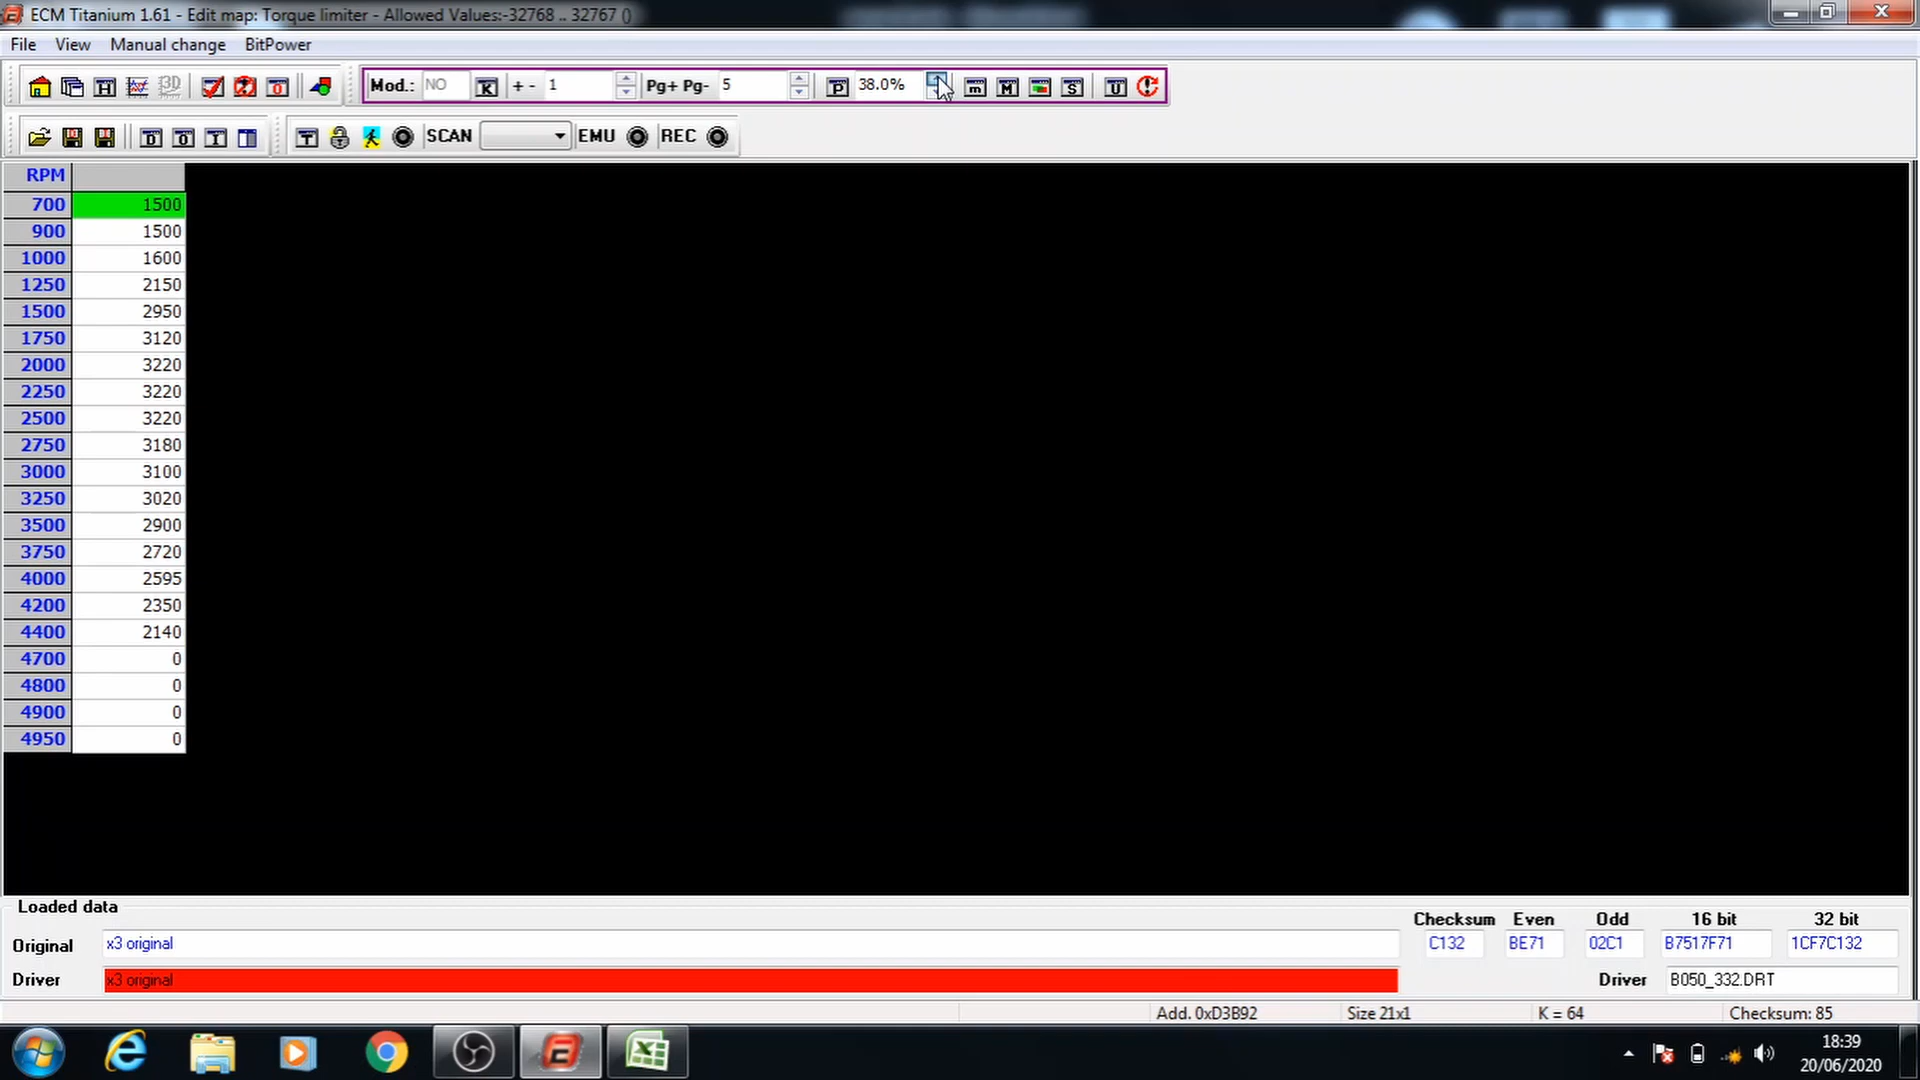 ECM Titanium 1.61 - Edit map: Torque limiter - Allowed Values:-32768 .. 32767 ()
File View Manual change BitPower
Mod.: NO K + - 1 Pg+ Pg- 5 P 38.0% m M S U
D O I T SCAN EMU REC
RPM
700 1500
900 1500
1000 1600
1250 2150
1500 2950
1750 3120
2000 3220
2250 3220
2500 3220
2750 3180
3000 3100
3250 3020
3500 2900
3750 2720
4000 2595
4200 2350
4400 2140
4700 0
4800 0
4900 0
4950 0
Loaded data
Checksum Even Odd 16 bit 32 bit
Original x3 original C132 BE71 02C1 B7517F71 1CF7C132
Driver x3 original Driver B050_332.DRT
Add. 0xD3B92 Size 21x1 K = 64 Checksum: 85
18:39
20/06/2020